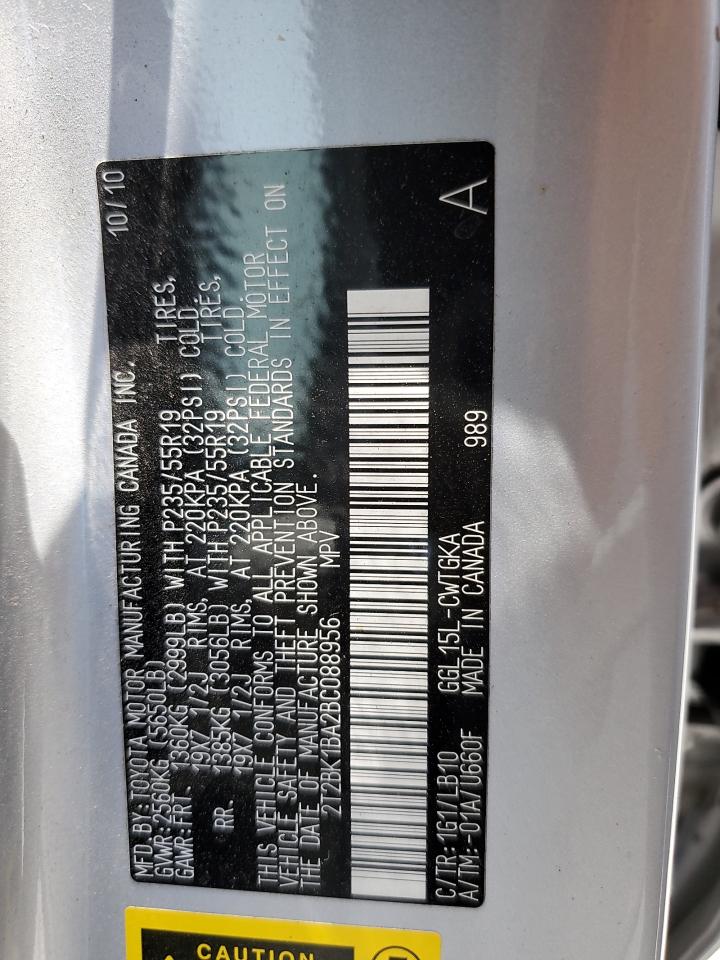 MFD.BY:TOYOTA MOTOR MANUFACTURING CANADA INC. 10/10
GVWR:2560KG (5650LB)
GAWR:FRT. 1360KG (2999LB) WITH P235/55R19 TIRES,
19X7 1/2J RIMS, AT 220KPA (32PSI) COLD.
RR. 1385KG (3056LB) WITH P235/55R19 TIRES,
19X7 1/2J RIMS, AT 220KPA (32PSI) COLD.
THIS VEHICLE CONFORMS TO ALL APPLICABLE FEDERAL MOTOR
VEHICLE SAFETY AND THEFT PREVENTION STANDARDS IN EFFECT ON
THE DATE OF MANUFACTURE SHOWN ABOVE.
2T2BK1BA2BC088956 MPV
C/TR:1G1/LB10 GGL15L-CWTGKA
A/TM:-01A/U660F MADE IN CANADA 989 A
CAUTION